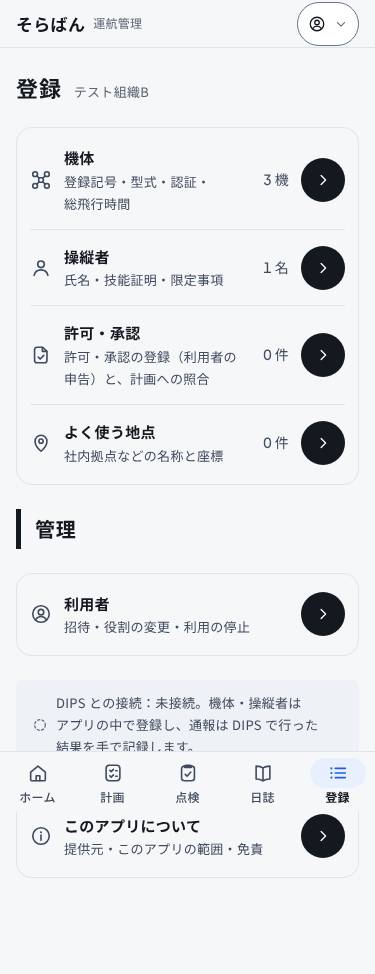 そらばん 運航管理
登録 テスト組織B
機体
登録記号・型式・認証・
総飛行時間
3 機
操縦者
氏名・技能証明・限定事項
1 名
許可・承認
許可・承認の登録（利用者の
申告）と、計画への照合
0 件
よく使う地点
社内拠点などの名称と座標
0 件
管理
利用者
招待・役割の変更・利用の停止
DIPS との接続：未接続。機体・操縦者は
アプリの中で登録し、通報は DIPS で行った
結果を手で記録します。
ホーム 計画 点検 日誌 登録
このアプリについて
提供元・このアプリの範囲・免責